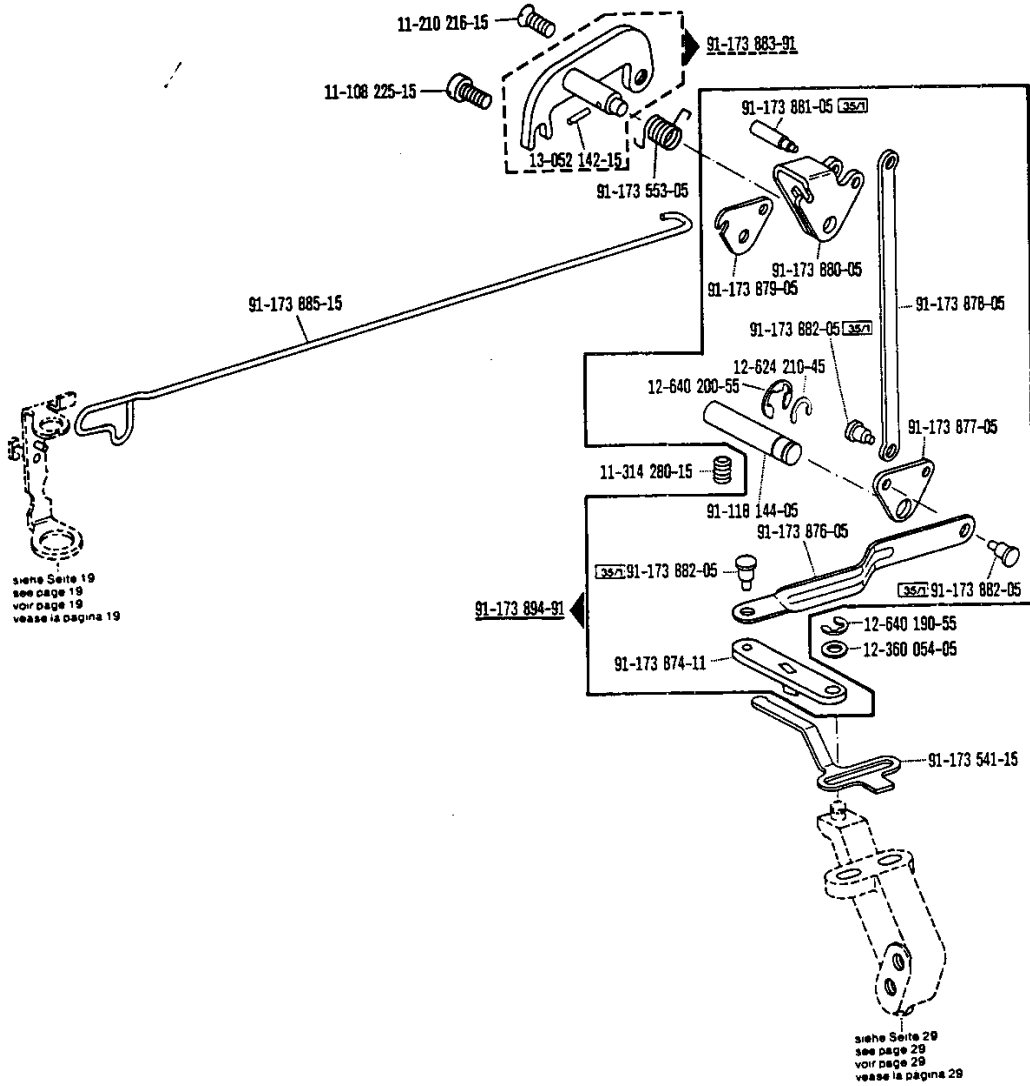 11-210 216-15
91-173 883-91
11-108 225-15
91-173 881-05 35/1
13-052 142-15
91-173 553-05
91-173 880-05
91-173 879-05
91-173 885-15
91-173 878-05
91-173 882-05 35/1
12-624 210-45
12-640 200-55
91-173 877-05
11-314 280-15
91-118 144-05
91-173 876-05
35/1 91-173 882-05
35/1 91-173 882-05
siehe Seite 19
see page 19
voir page 19
vease la pagina 19
91-173 894-91
12-640 190-55
12-360 054-05
91-173 874-11
91-173 541-15
siehe Seite 29
see page 29
voir page 29
vease la pagina 29